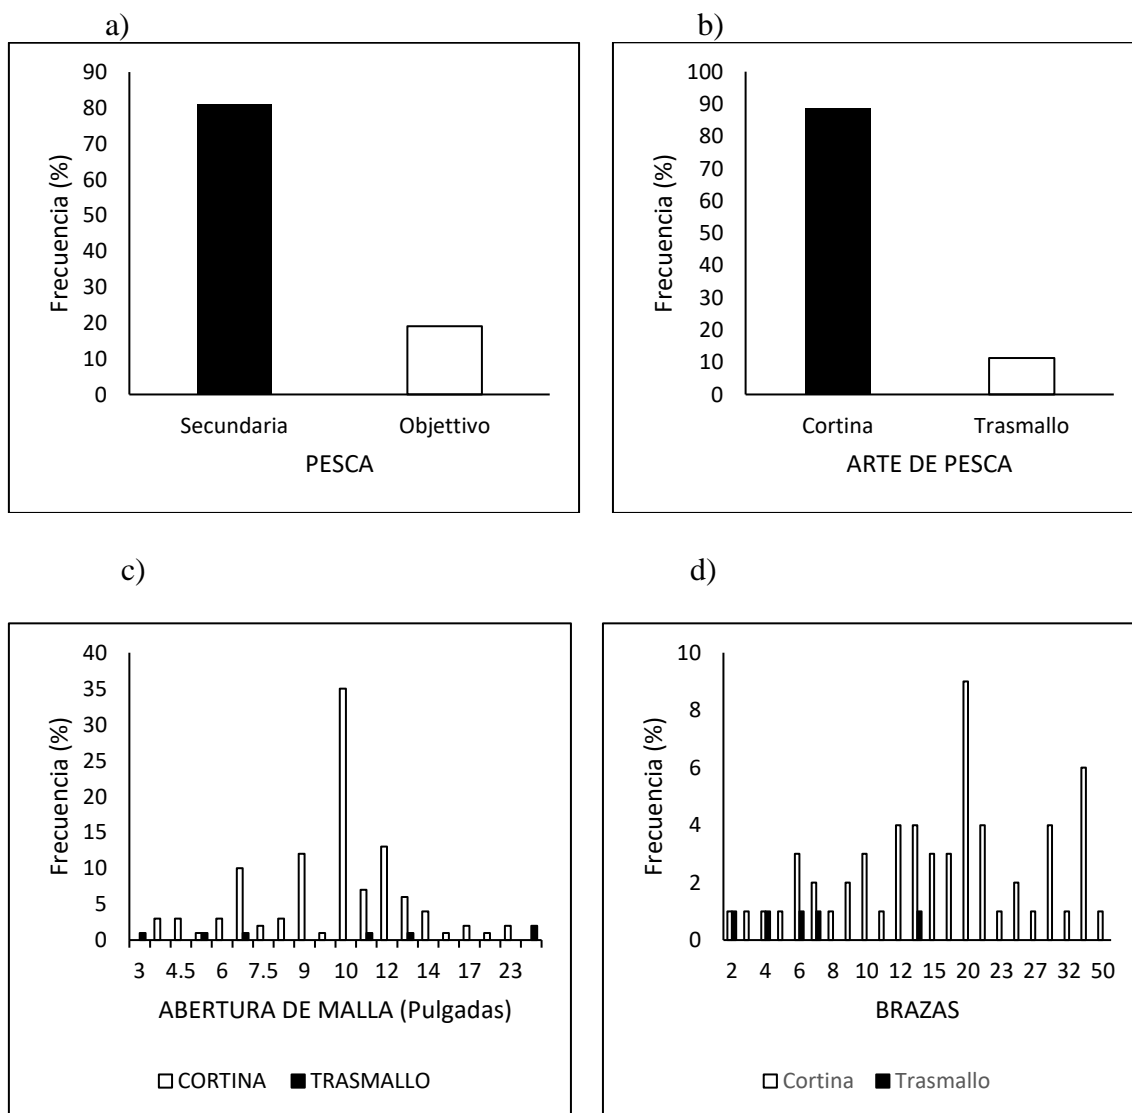 a)
90
80
70
60
50
40
30
20
10
0
Frecuencia (%)
Secundaria Objettivo
PESCA
b)
100
90
80
70
60
50
40
30
20
10
0
Frecuencia (%)
Cortina Trasmallo
ARTE DE PESCA
c)
40
35
30
25
20
15
10
5
0
Frecuencia (%)
3 4.5 6 7.5 9 10 12 14 17 23
ABERTURA DE MALLA (Pulgadas)
CORTINA TRASMALLO
d)
10
8
6
4
2
0
Frecuencia (%)
2 4 6 8 10 12 15 20 23 27 32 50
BRAZAS
Cortina Trasmallo